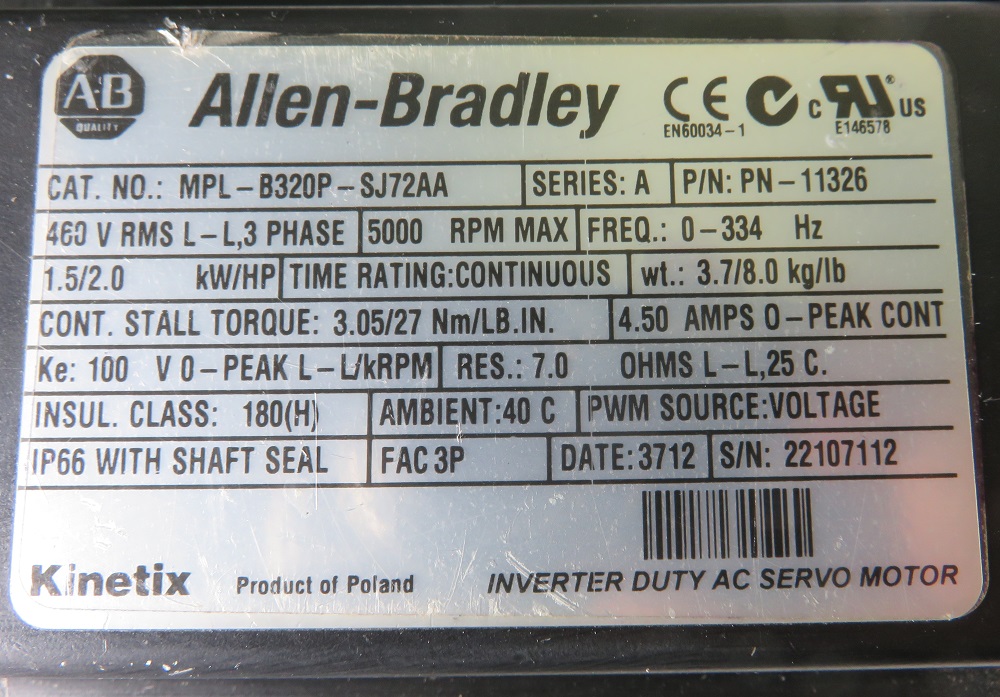 A-B
QUALITY
Allen-Bradley
CE
EN60034-1
C
US
®
E146578
CAT. NO.: MPL-B320P-SJ72AA SERIES: A P/N: PN-11326
460 V RMS L-L,3 PHASE 5000 RPM MAX FREQ.: 0-334 Hz
1.5/2.0 kW/HP TIME RATING:CONTINUOUS wt.: 3.7/8.0 kg/lb
CONT. STALL TORQUE: 3.05/27 Nm/LB.IN. 4.50 AMPS 0-PEAK CONT
Ke: 100 V 0-PEAK L-L/kRPM RES.: 7.0 OHMS L-L,25 C.
INSUL. CLASS: 180(H) AMBIENT:40 C PWM SOURCE:VOLTAGE
IP66 WITH SHAFT SEAL FAC 3P DATE:3712 S/N: 22107112
Kinetix Product of Poland INVERTER DUTY AC SERVO MOTOR